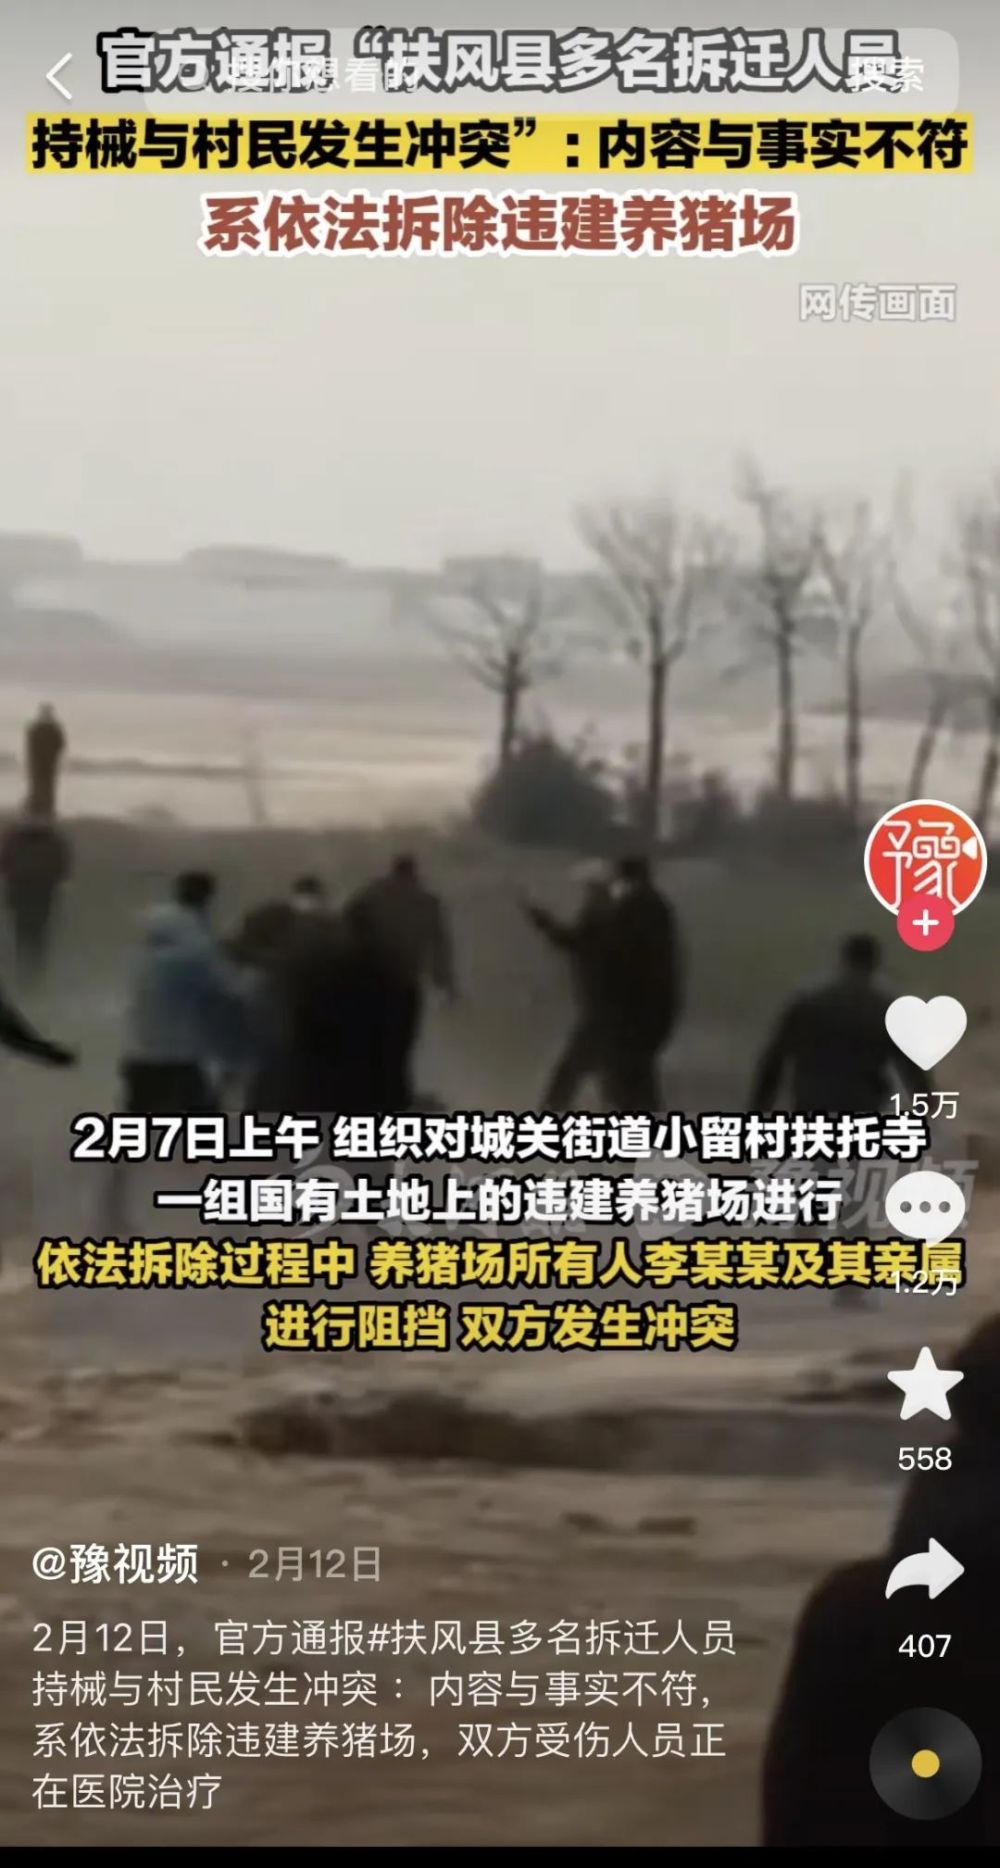 官方通报“扶风县多名拆迁人员
搜索
持械与村民发生冲突”：内容与事实不符
系依法拆除违建养猪场
网传画面
豫
1.5万
2月7日上午 组织对城关街道小留村扶托寺
一组国有土地上的违建养猪场进行
依法拆除过程中 养猪场所有人李某某及其亲属
1.2万
进行阻挡 双方发生冲突
558
@豫视频 · 2月12日
407
2月12日，官方通报#扶风县多名拆迁人员
持械与村民发生冲突 ：内容与事实不符，
系依法拆除违建养猪场，双方受伤人员正
在医院治疗